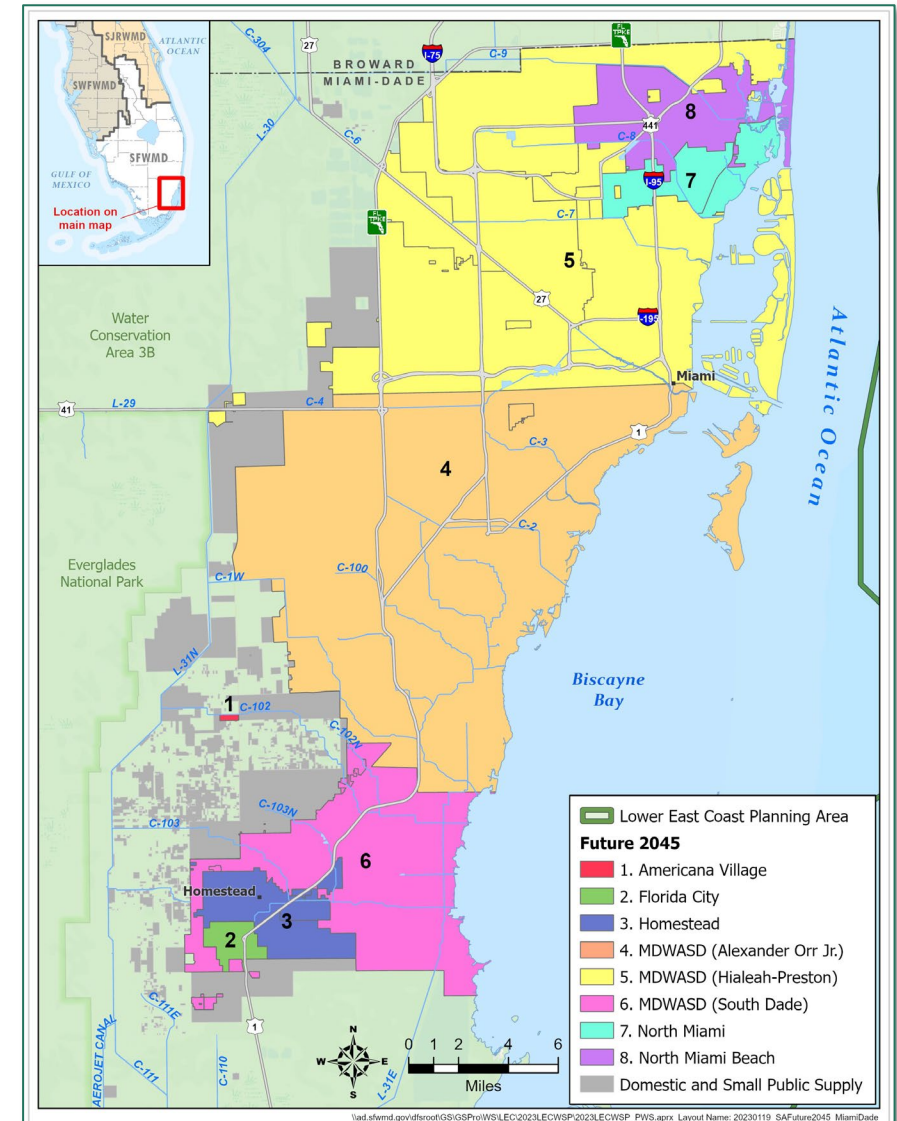 SJRWMD
ATLANTIC
OCEAN
SWFWMD
SFWMD
GULF OF
MEXICO
Location on
main map
C-304
27
I-75
FL
TPKE
C-9
BROWARD
MIAMI-DADE
L-30
C-6
441
8
C-8
I-95
7
FL
TPKE
C-7
5
27
I-195
Water
Conservation
Area 3B
Atlantic Ocean
Miami
41
L-29
C-4
1
C-3
4
C-2
Everglades
National Park
C-1W
C-100
L-31N
Biscayne
Bay
1
C-102
C-102N
C-103N
C-103
6
Homestead
3
2
C-111E
1
AEROJET CANAL
C-111
C-110
L-31E
N
W
E
S
0 1 2 4 6
Miles
Lower East Coast Planning Area
Future 2045
1. Americana Village
2. Florida City
3. Homestead
4. MDWASD (Alexander Orr Jr.)
5. MDWASD (Hialeah-Preston)
6. MDWASD (South Dade)
7. North Miami
8. North Miami Beach
Domestic and Small Public Supply
\\ad.sfwmd.gov\dfsroot\GS\GSPro\WS\LEC\2023LECWSP\2023LECWSP_PWS.aprx Layout Name: 20230119_SAFuture2045_MiamiDade